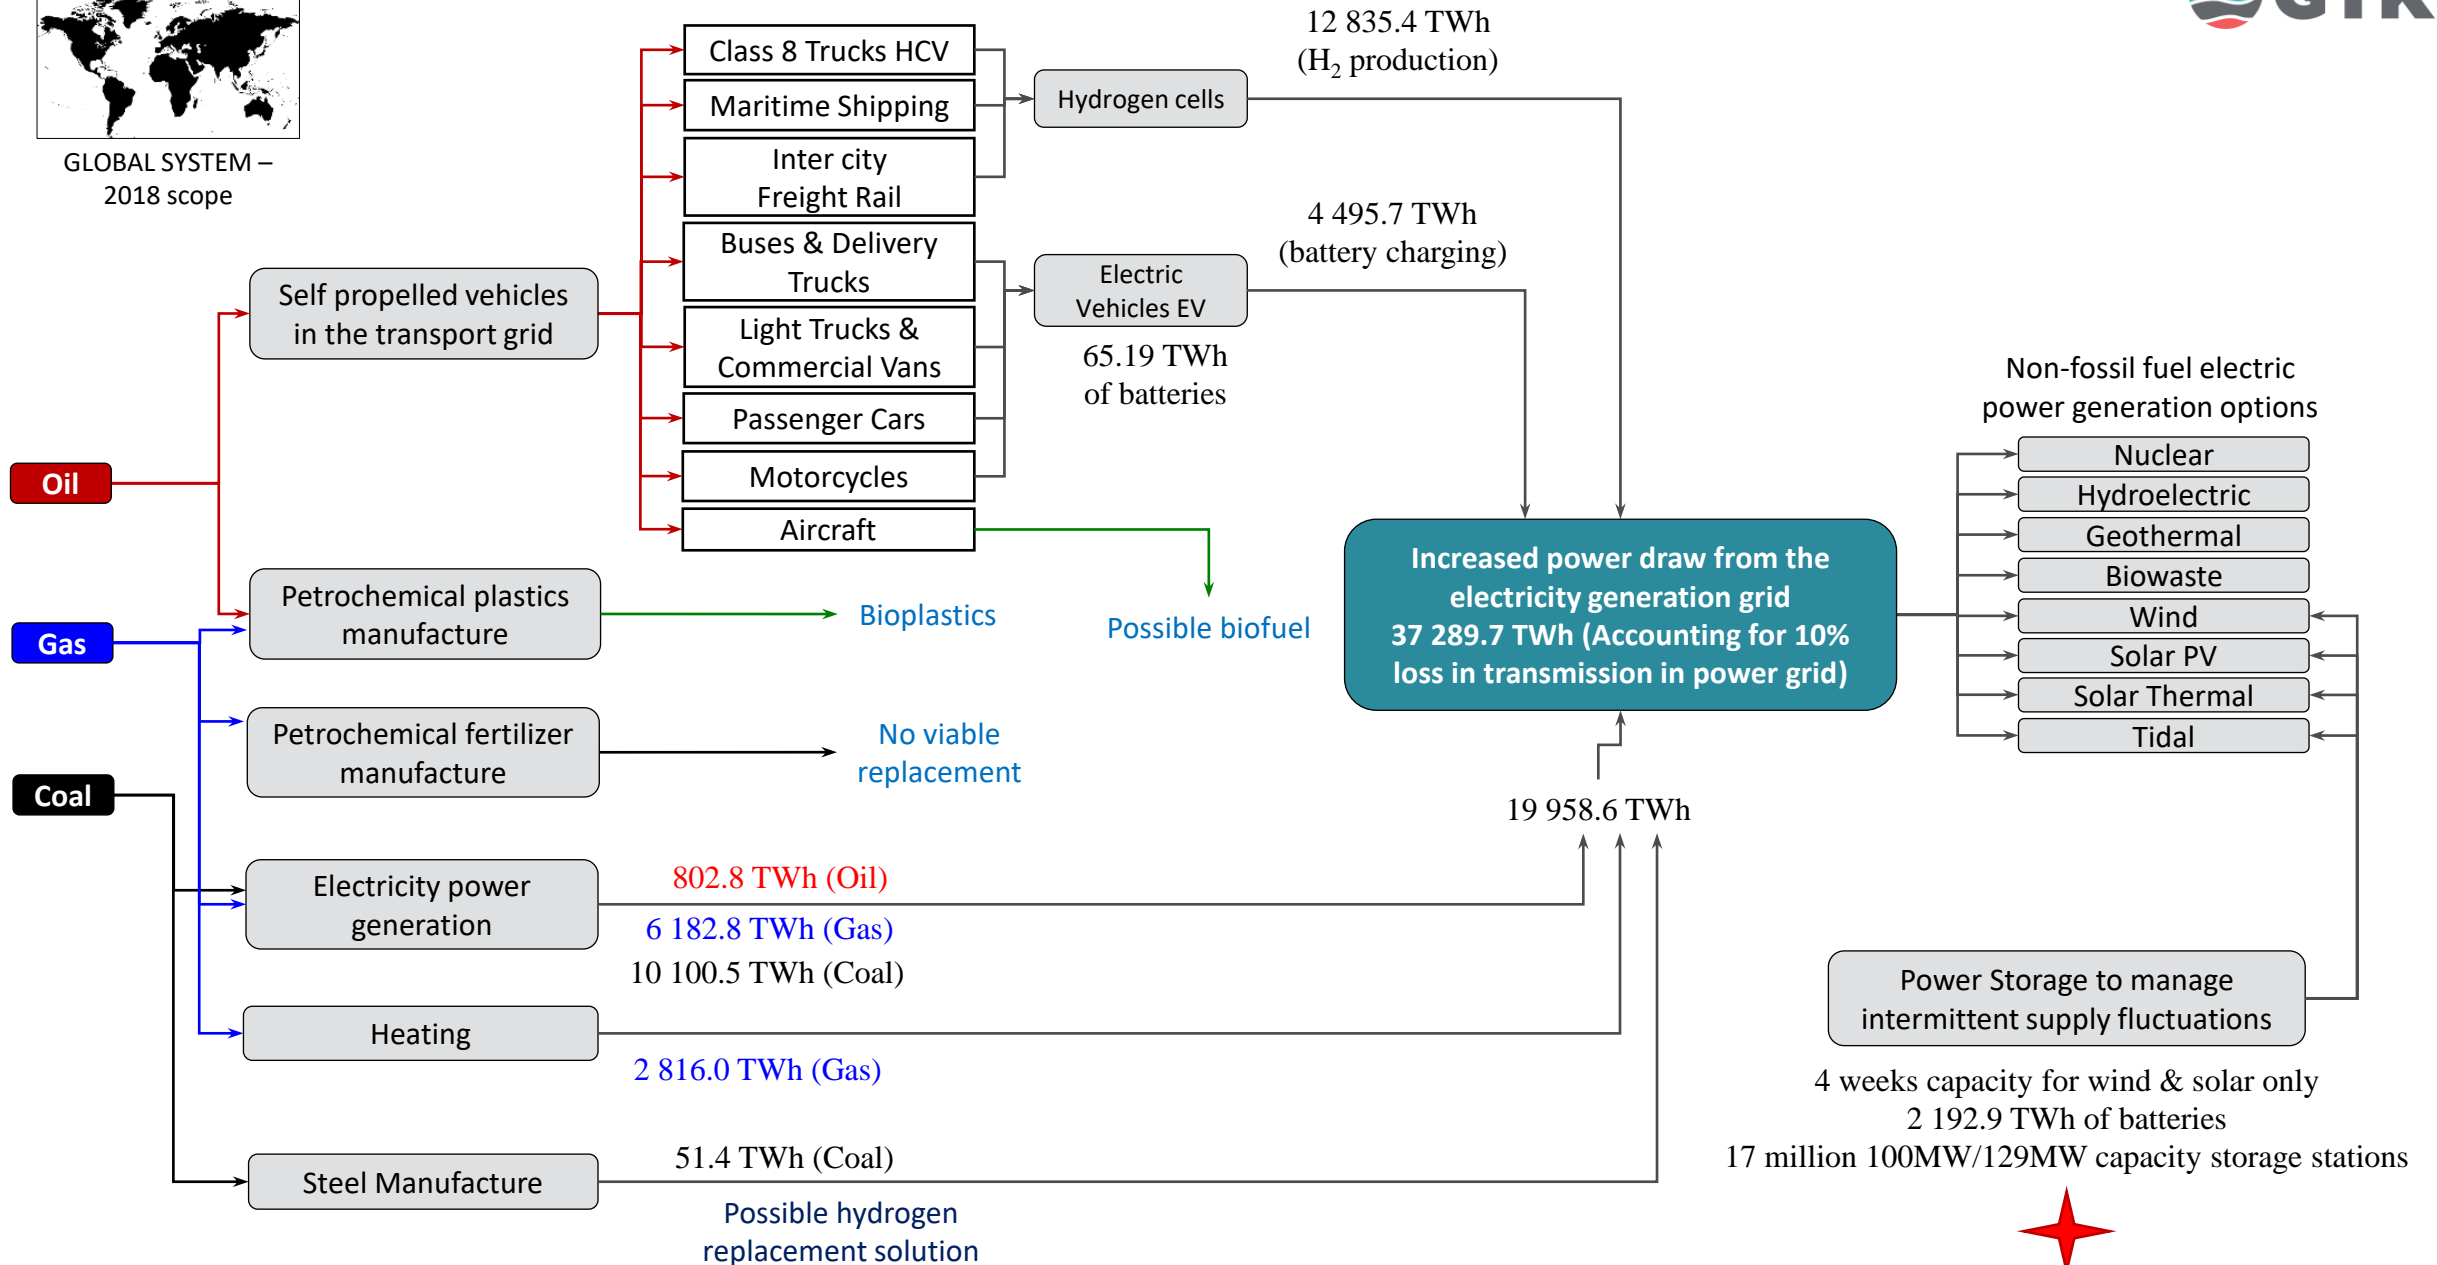 GTK
GLOBAL SYSTEM –
2018 scope
Class 8 Trucks HCV
Maritime Shipping
Inter city
Freight Rail
Buses & Delivery
Trucks
Light Trucks &
Commercial Vans
Passenger Cars
Motorcycles
Aircraft
Hydrogen cells
12 835.4 TWh
(H₂ production)
Electric
Vehicles EV
4 495.7 TWh
(battery charging)
65.19 TWh
of batteries
Self propelled vehicles
in the transport grid
Oil
Gas
Coal
Petrochemical plastics
manufacture
Bioplastics
Possible biofuel
Petrochemical fertilizer
manufacture
No viable
replacement
Electricity power
generation
802.8 TWh (Oil)
6 182.8 TWh (Gas)
10 100.5 TWh (Coal)
Heating
2 816.0 TWh (Gas)
Steel Manufacture
51.4 TWh (Coal)
Possible hydrogen
replacement solution
19 958.6 TWh
Increased power draw from the
electricity generation grid
37 289.7 TWh (Accounting for 10%
loss in transmission in power grid)
Non-fossil fuel electric
power generation options
Nuclear
Hydroelectric
Geothermal
Biowaste
Wind
Solar PV
Solar Thermal
Tidal
Power Storage to manage
intermittent supply fluctuations
4 weeks capacity for wind & solar only
2 192.9 TWh of batteries
17 million 100MW/129MW capacity storage stations